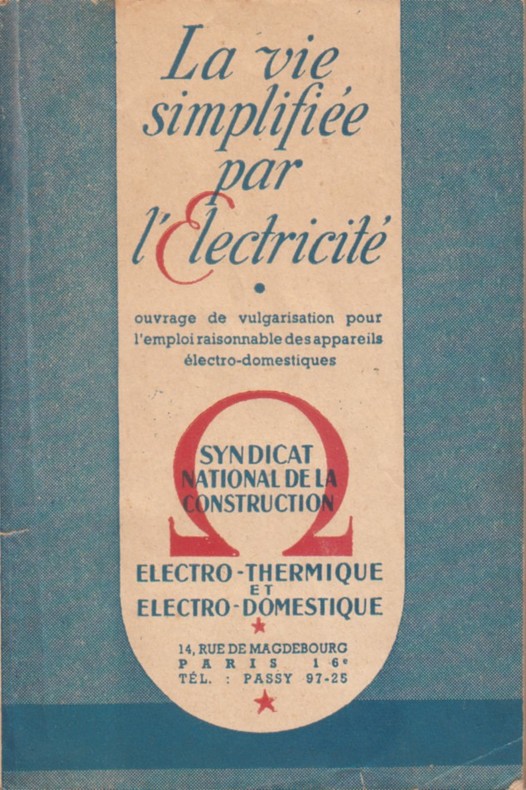 La vie
simplifiée
par
l'Electricité
•
ouvrage de vulgarisation pour
l'emploi raisonnable des appareils
électro-domestiques
SYNDICAT
NATIONAL DE LA
CONSTRUCTION
ELECTRO-THERMIQUE
ET
ELECTRO-DOMESTIQUE
14, RUE DE MAGDEBOURG
PARIS 16e
TÉL. : PASSY 97-25